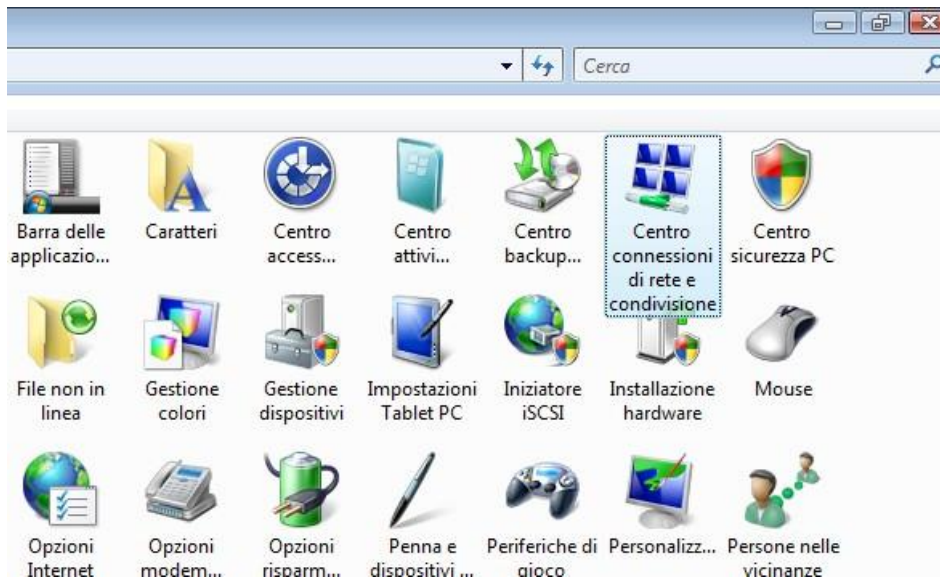 Cerca
Barra delle
applicazio...
Caratteri
Centro
access...
Centro
attivi...
Centro
backup...
Centro
connessioni
di rete e
condivisione
Centro
sicurezza PC
File non in
linea
Gestione
colori
Gestione
dispositivi
Impostazioni
Tablet PC
Iniziatore
iSCSI
Installazione
hardware
Mouse
Opzioni
Internet
Opzioni
modem...
Opzioni
risparm...
Penna e
dispositivi ...
Periferiche di
gioco
Personalizz...
Persone nelle
vicinanze